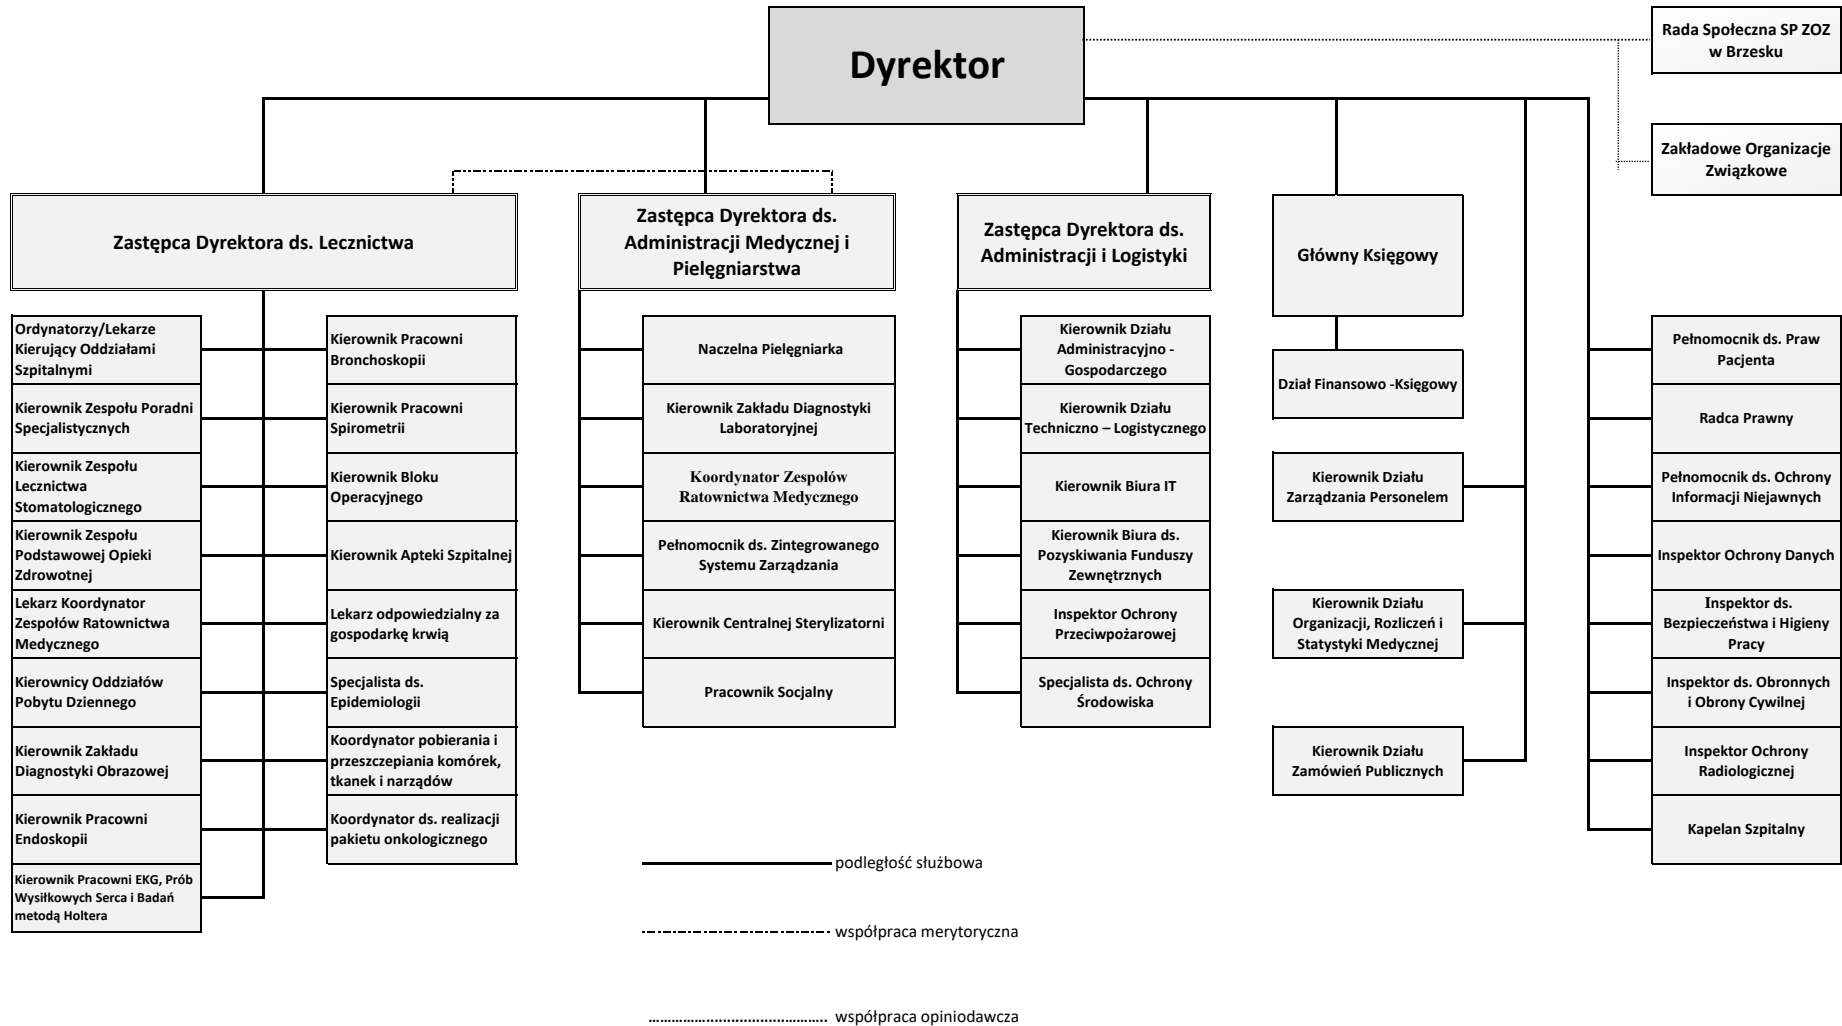 Dyrektor
Rada Społeczna SP ZOZ
w Brzesku
Zakładowe Organizacje
Związkowe
Zastępca Dyrektora ds. Lecznictwa
Zastępca Dyrektora ds.
Administracji Medycznej i
Pielęgniarstwa
Zastępca Dyrektora ds.
Administracji i Logistyki
Główny Księgowy
Ordynatorzy/Lekarze
Kierujący Oddziałami
Szpitalnymi
Kierownik Zespołu Poradni
Specjalistycznych
Kierownik Zespołu
Lecznictwa
Stomatologicznego
Kierownik Zespołu
Podstawowej Opieki
Zdrowotnej
Lekarz Koordynator
Zespołów Ratownictwa
Medycznego
Kierownicy Oddziałów
Pobytu Dziennego
Kierownik Zakładu
Diagnostyki Obrazowej
Kierownik Pracowni
Endoskopii
Kierownik Pracowni EKG, Prób
Wysiłkowych Serca i Badań
metodą Holtera
Kierownik Pracowni
Bronchoskopii
Kierownik Pracowni
Spirometrii
Kierownik Bloku
Operacyjnego
Kierownik Apteki Szpitalnej
Lekarz odpowiedzialny za
gospodarkę krwią
Specjalista ds.
Epidemiologii
Koordynator pobierania i
przeszczepiania komórek,
tkanek i narządów
Koordynator ds. realizacji
pakietu onkologicznego
Naczelna Pielęgniarka
Kierownik Zakładu Diagnostyki
Laboratoryjnej
Koordynator Zespołów
Ratownictwa Medycznego
Pełnomocnik ds. Zintegrowanego
Systemu Zarządzania
Kierownik Centralnej Sterylizatorni
Pracownik Socjalny
Kierownik Działu
Administracyjno -
Gospodarczego
Kierownik Działu
Techniczno – Logistycznego
Kierownik Biura IT
Kierownik Biura ds.
Pozyskiwania Funduszy
Zewnętrznych
Inspektor Ochrony
Przeciwpożarowej
Specjalista ds. Ochrony
Środowiska
Dział Finansowo -Księgowy
Kierownik Działu
Zarządzania Personelem
Kierownik Działu
Organizacji, Rozliczeń i
Statystyki Medycznej
Kierownik Działu
Zamówień Publicznych
Pełnomocnik ds. Praw
Pacjenta
Radca Prawny
Pełnomocnik ds. Ochrony
Informacji Niejawnych
Inspektor Ochrony Danych
Inspektor ds.
Bezpieczeństwa i Higieny
Pracy
Inspektor ds. Obronnych
i Obrony Cywilnej
Inspektor Ochrony
Radiologicznej
Kapelan Szpitalny
podległość służbowa
współpraca merytoryczna
współpraca opiniodawcza